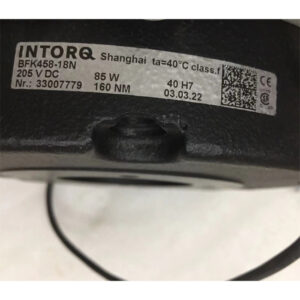 INTORQ Shanghai ta=40°C class.f
BFK458-18N
205 V DC 85 W 40 H7
Nr.: 33007779 160 NM 03.03.22